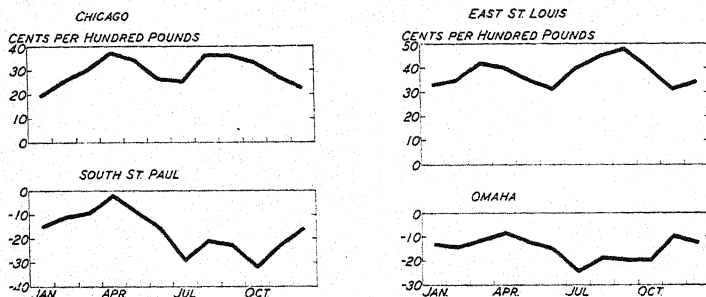 CHICAGO
CENTS PER HUNDRED POUNDS
40
30
20
10
0
EAST ST. LOUIS
CENTS PER HUNDRED POUNDS
50
40
30
20
10
0
SOUTH ST. PAUL
0
-10
-20
-30
-40
JAN. APR. JUL. OCT.
OMAHA
0
-10
-20
-30
JAN. APR. JUL. OCT.